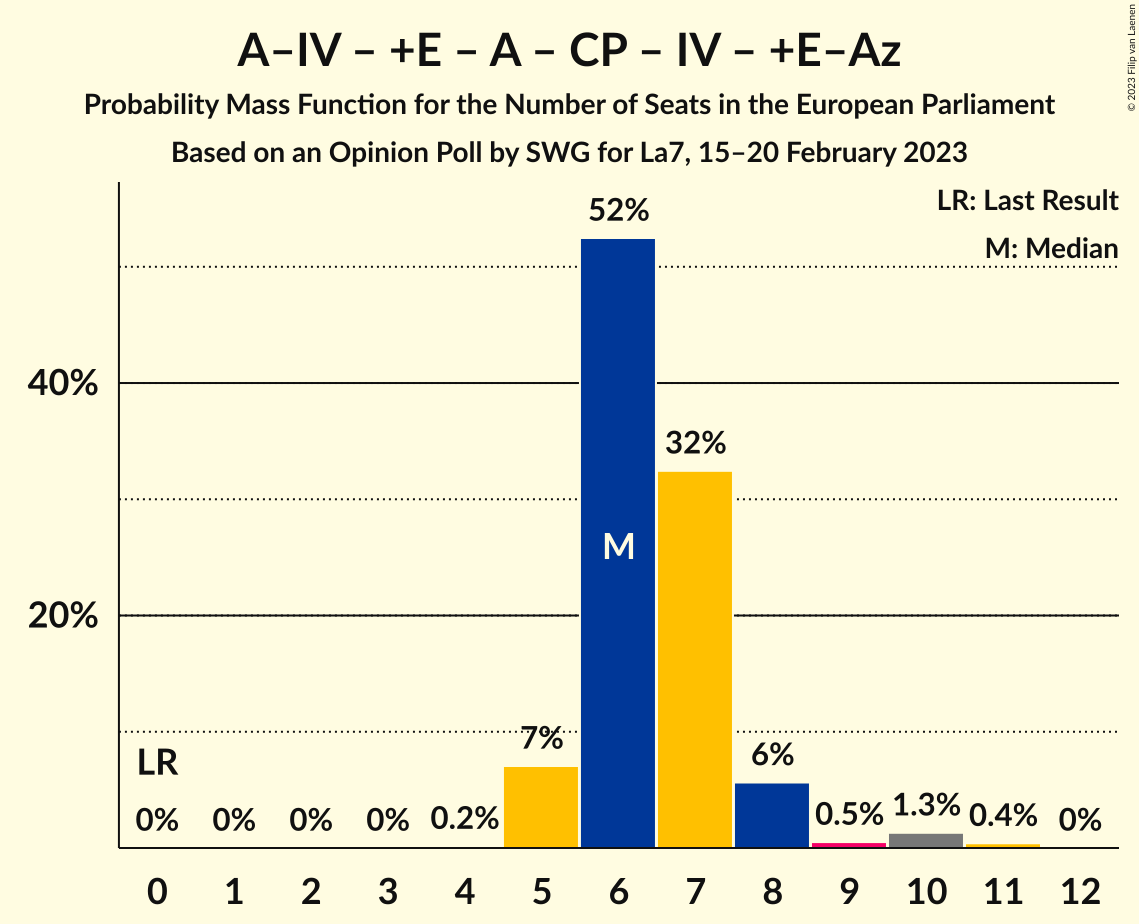 A–IV – +E – A – CP – IV – +E–Az
Probability Mass Function for the Number of Seats in the European Parliament
Based on an Opinion Poll by SWG for La7, 15–20 February 2023
© 2023 Filip van Laenen
LR: Last Result
M: Median
52%
40%
32%
M
20%
7%
LR
6%
0% 0% 0% 0% 0.2% 0.5% 1.3% 0.4% 0%
0 1 2 3 4 5 6 7 8 9 10 11 12